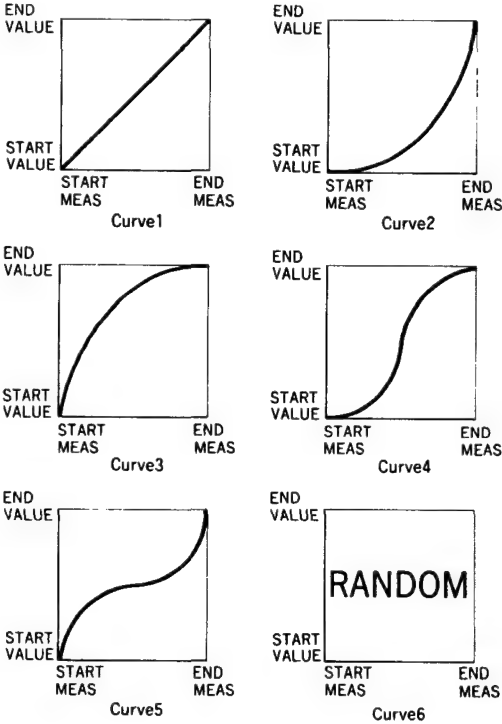 END
VALUE
START
VALUE
START
MEAS
END
MEAS
Curve1
END
VALUE
START
VALUE
START
MEAS
END
MEAS
Curve2
END
VALUE
START
VALUE
START
MEAS
END
MEAS
Curve3
END
VALUE
START
VALUE
START
MEAS
END
MEAS
Curve4
END
VALUE
START
VALUE
START
MEAS
END
MEAS
Curve5
END
VALUE
RANDOM
START
VALUE
START
MEAS
END
MEAS
Curve6